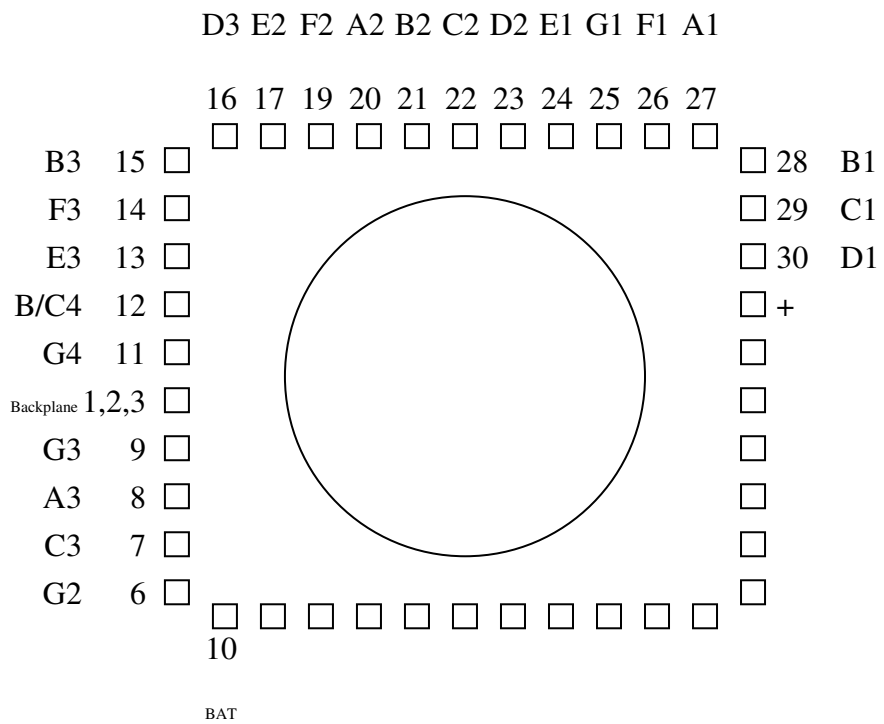 D3 E2 F2 A2 B2 C2 D2 E1 G1 F1 A1
16 17 19 20 21 22 23 24 25 26 27
B3 15 28 B1
F3 14 29 C1
E3 13 30 D1
B/C4 12 +
G4 11
Backplane 1,2,3
G3 9
A3 8
C3 7
G2 6
10
BAT